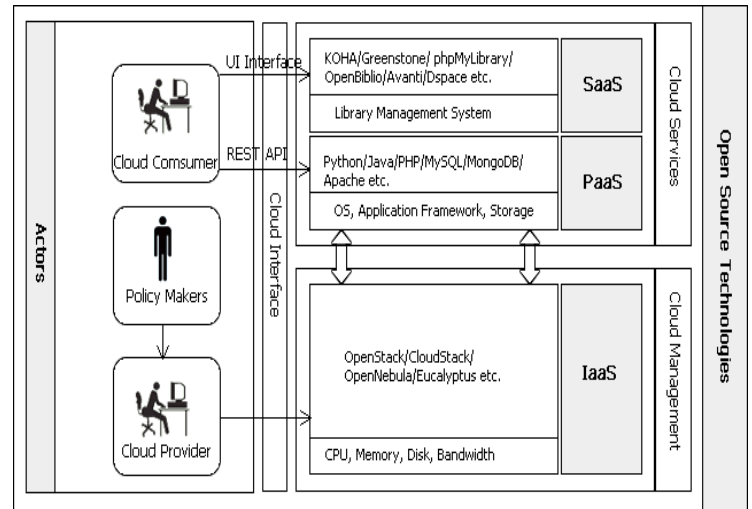 Actors
Cloud Comsumer
Policy Makers
Cloud Provider
UI Interface
REST API
Cloud Interface
KOHA/Greenstone/ phpMyLibrary/
OpenBiblio/Avanti/Dspace etc.
Library Management System
SaaS
Python/Java/PHP/MySQL/MongoDB/
Apache etc.
OS, Application Framework, Storage
PaaS
Cloud Services
OpenStack/CloudStack/
OpenNebula/Eucalyptus etc.
CPU, Memory, Disk, Bandwidth
IaaS
Cloud Management
Open Source Technologies